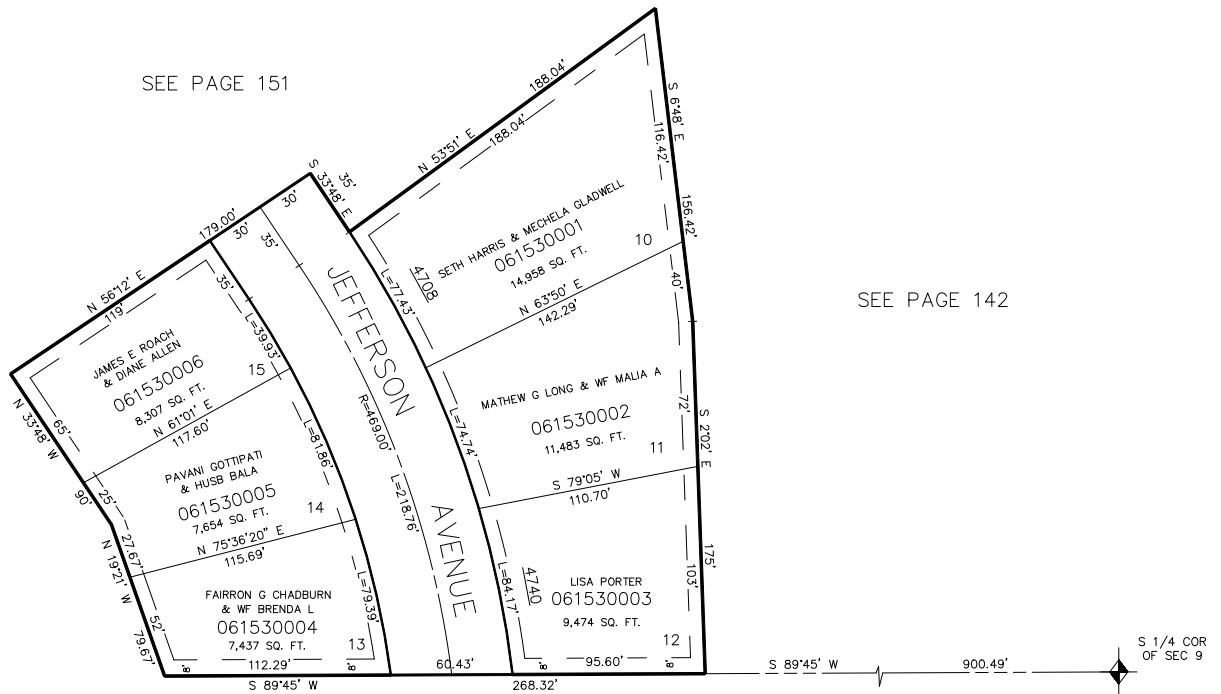 SEE PAGE 151
SEE PAGE 142
N 53°51' E
188.04'
188.04'
S 6°48' E
116.42'
156.42'
40'
S 33°48' E
35'
179.00'
30'
30'
35'
N 56°12' E
119'
35'
L=39.93'
JAMES E ROACH
& DIANE ALLEN
061530006
8,307 SQ. FT.
15
N 61°01' E
117.60'
N 33°48' W
65'
90'
25'
SETH HARRIS & MECHELA GLADWELL
061530001
14,958 SQ. FT.
10
4708
L=77.43'
N 63°50' E
142.29'
JEFFERSON
AVENUE
R=469.00'
L=218.76'
MATHEW G LONG & WF MALIA A
061530002
11,483 SQ. FT.
11
L=74.74'
72'
S 2°02' E
S 79°05' W
110.70'
PAVANI GOTTIPATI
& HUSB BALA
061530005
7,654 SQ. FT.
14
L=81.86'
N 75°36'20" E
115.69'
27.67'
N 19°21' W
79.67'
52'
FAIRRON G CHADBURN
& WF BRENDA L
061530004
7,437 SQ. FT.
13
L=79.39'
8'
112.29'
8'
LISA PORTER
061530003
9,474 SQ. FT.
12
4740
L=84.17'
103'
175'
8'
95.60'
8'
60.43'
S 89°45' W
268.32'
S 89°45' W
900.49'
S 1/4 COR
OF SEC 9